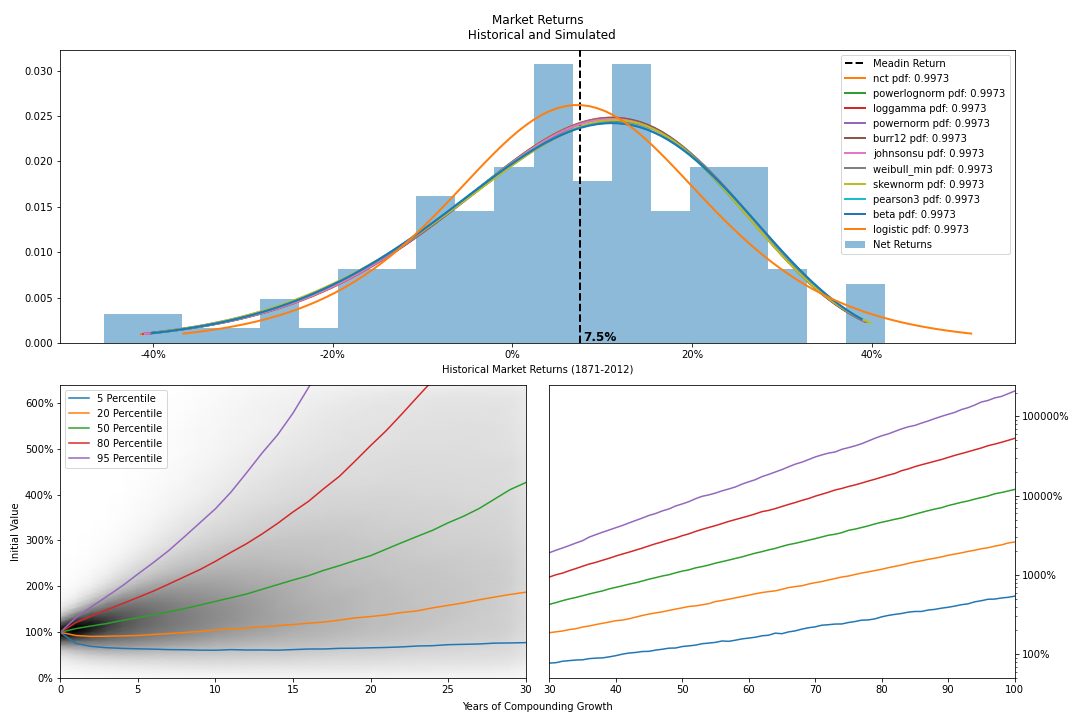 Market Returns
Historical and Simulated
0.030
0.025
0.020
0.015
0.010
0.005
0.000
-40%
-20%
0%
20%
40%
7.5%
Meadin Return
nct pdf: 0.9973
powerlognorm pdf: 0.9973
loggamma pdf: 0.9973
powernorm pdf: 0.9973
burr12 pdf: 0.9973
johnsonsu pdf: 0.9973
weibull_min pdf: 0.9973
skewnorm pdf: 0.9973
pearson3 pdf: 0.9973
beta pdf: 0.9973
logistic pdf: 0.9973
Net Returns
Historical Market Returns (1871-2012)
Initial Value
600%
500%
400%
300%
200%
100%
0%
5 Percentile
20 Percentile
50 Percentile
80 Percentile
95 Percentile
0
5
10
15
20
25
30
100000%
10000%
1000%
100%
30
40
50
60
70
80
90
100
Years of Compounding Growth